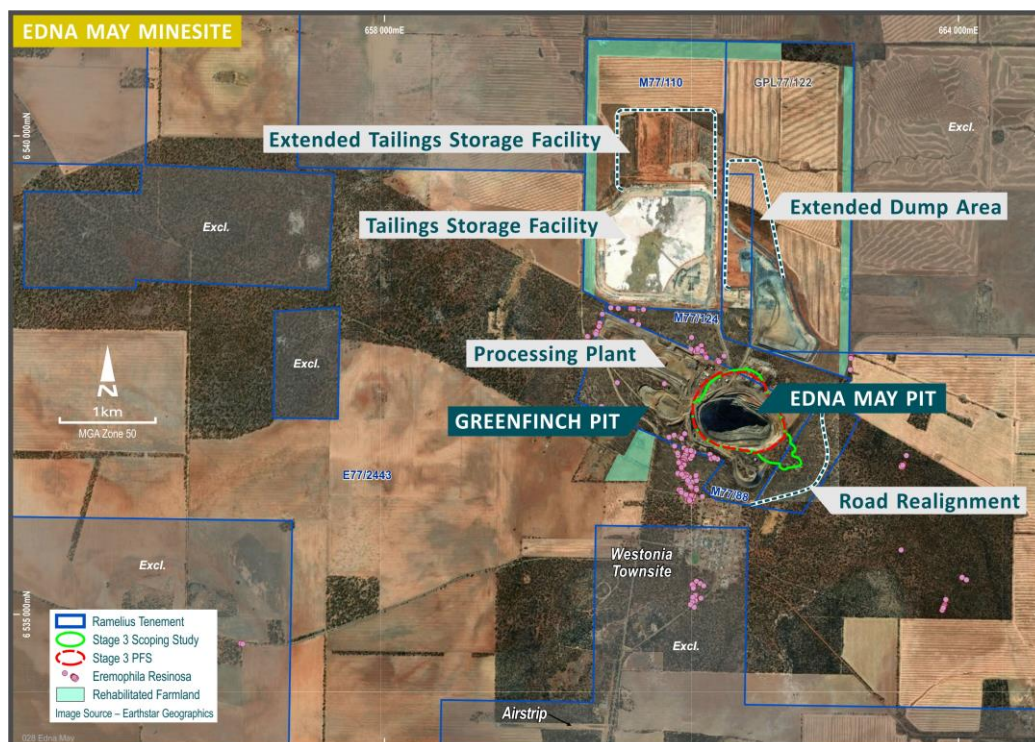 EDNA MAY MINESITE
658 000mE
664 000mE
6 540 000mN
M77/110
GPL77/122
Excl.
Extended Tailings Storage Facility
Extended Dump Area
Tailings Storage Facility
Excl.
M77/124
Processing Plant
Excl.
N
1km
MGA Zone 50
EDNA MAY PIT
GREENFINCH PIT
E77/2443
M77/88
Road Realignment
Westonia
Townsite
Excl.
6 535 000mN
Excl.
Ramelius Tenement
Stage 3 Scoping Study
Stage 3 PFS
Eremophila Resinosa
Rehabilitated Farmland
Image Source – Earthstar Geographics
Airstrip
028 Edna May